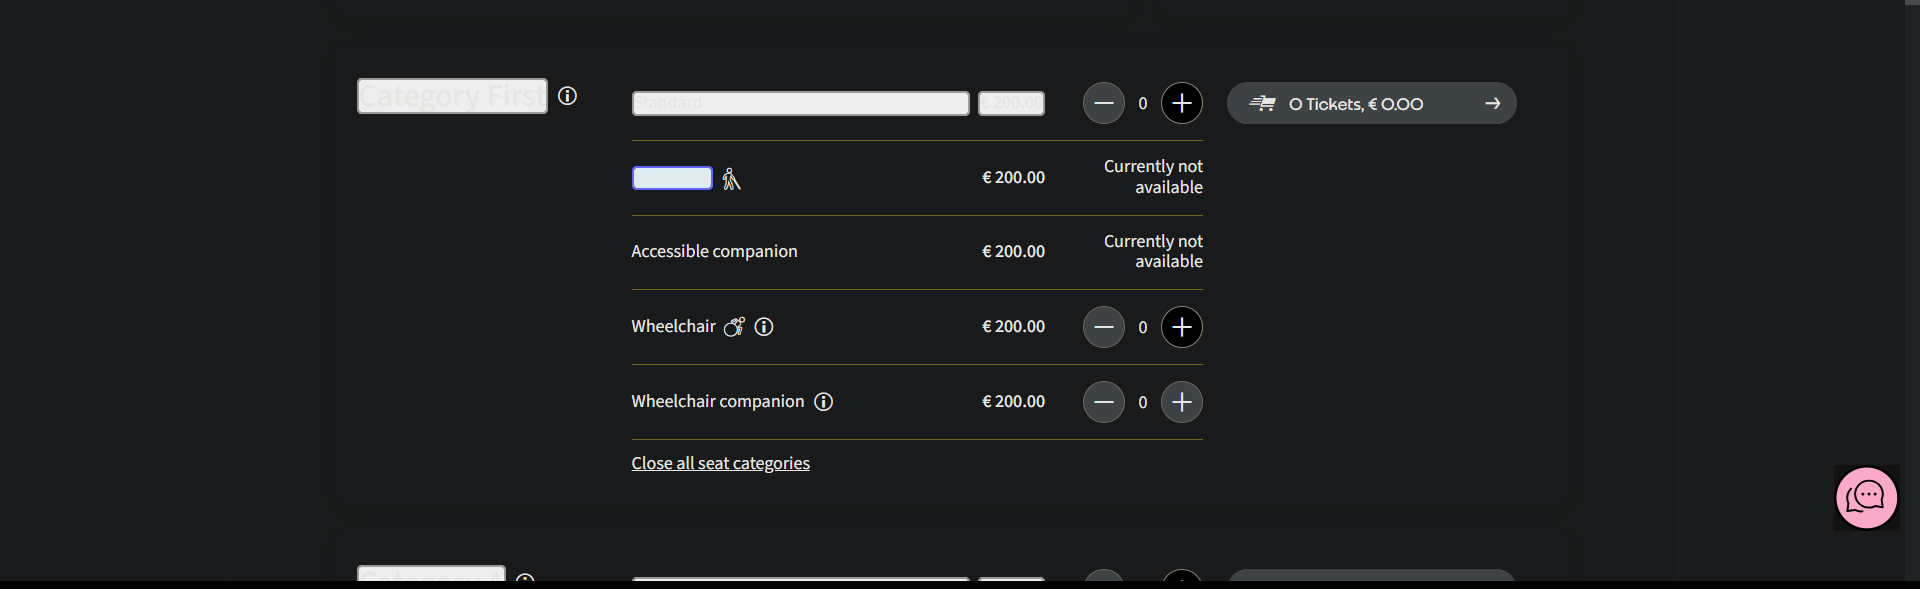 Category First
Standard € 200.00 0 0 Tickets, € 0.00
€ 200.00 Currently not
available
Accessible companion € 200.00 Currently not
available
Wheelchair € 200.00 0
Wheelchair companion € 200.00 0
Close all seat categories